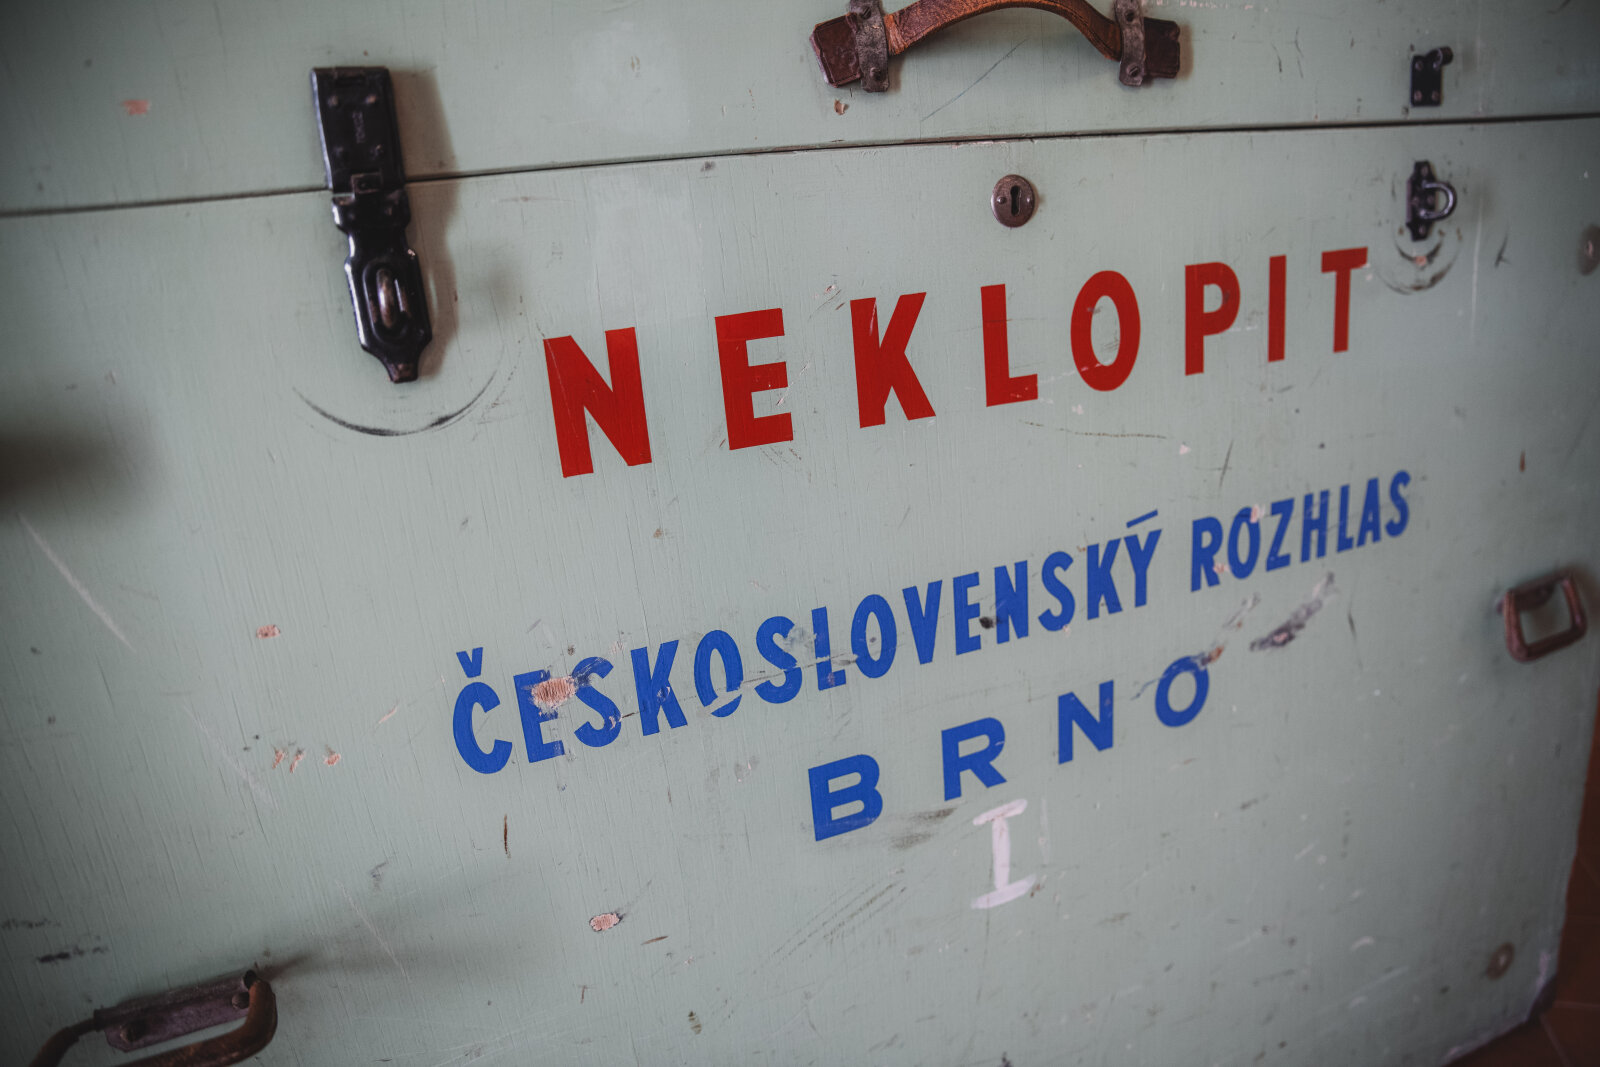 NEKLOPIT
ČESKOSLOVENSKÝ ROZHLAS
BRNO
I